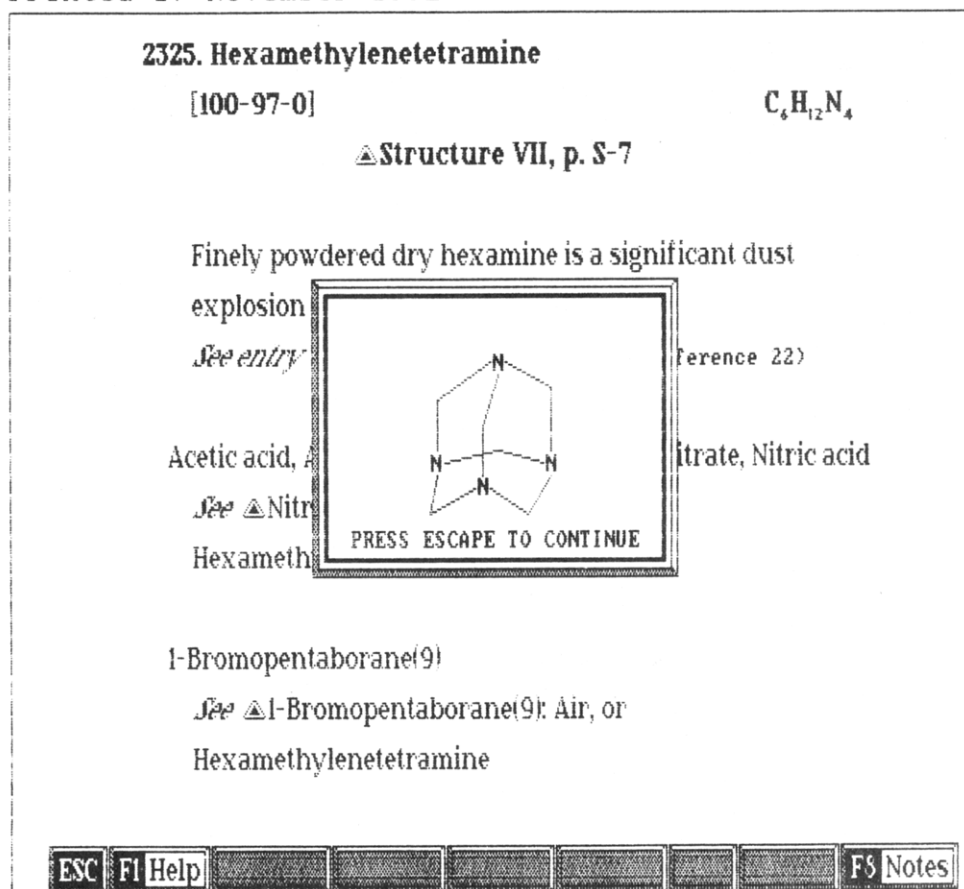 2325. Hexamethylenetetramine
[100-97-0] C₆H₁₂N₄
Structure VII, p. S-7
Finely powdered dry hexamine is a significant dust
explosion
See entry ference 22)
N
Acetic acid, A itrate, Nitric acid
N N
N
See Nitr
PRESS ESCAPE TO CONTINUE
Hexameth
1-Bromopentaborane(9)
See 1-Bromopentaborane(9): Air, or
Hexamethylenetetramine
ESC F1 Help F8 Notes